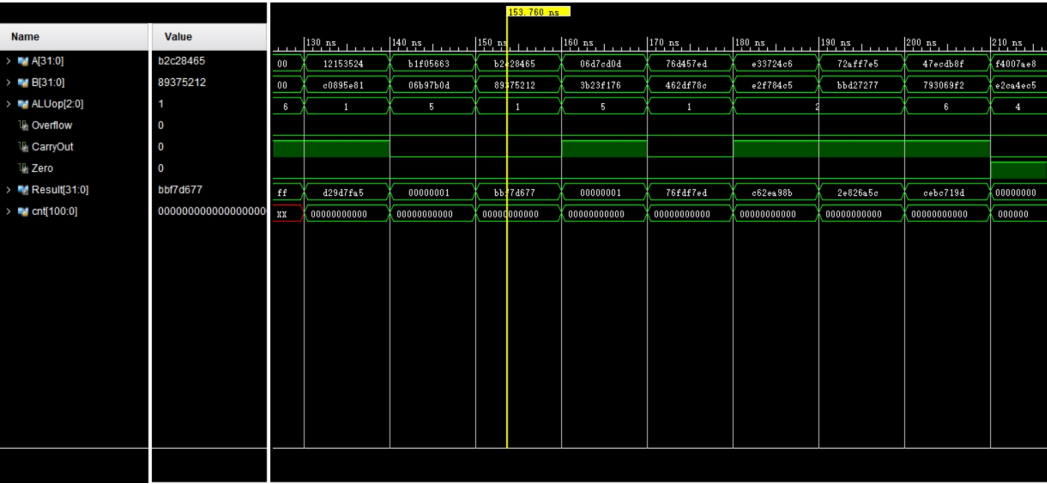 153.760 ns
Name Value
130 ns 140 ns 150 ns 160 ns 170 ns 180 ns 190 ns 200 ns 210 ns
A[31:0] b2c28465 00 12153524 b1f05663 b2c28465 06d7cd0d 76d457ed e33724c6 72aff7e5 47ecdb8f f4007ae8
B[31:0] 89375212 00 c0895e81 06b97b0d 89375212 3b23f176 462df78c e2f784c5 bbd27277 793069f2 e2ca4ec5
ALUop[2:0] 1 6 1 5 1 5 1 2 6 4
Overflow 0
CarryOut 0
Zero 0
Result[31:0] bbf7d677 ff d29d7fa5 00000001 bbf7d677 00000001 76fdf7ed c62ea98b 2e826a5c cebc719d 00000000
cnt[100:0] 000000000000000000 XX 00000000000 00000000000 00000000000 00000000000 00000000000 00000000000 00000000000 00000000000 000000